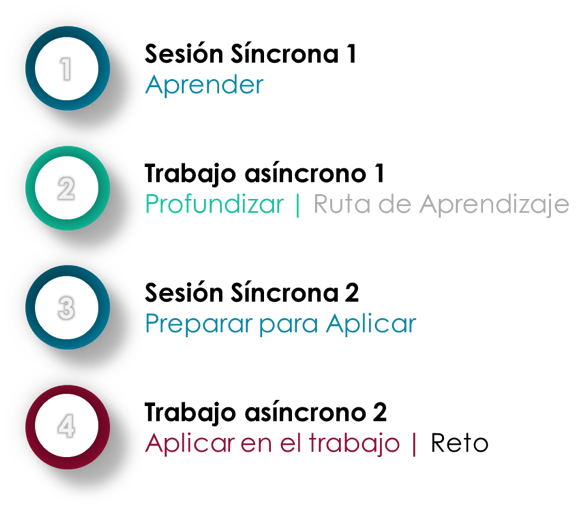 1
Sesión Síncrona 1
Aprender
2
Trabajo asíncrono 1
Profundizar | Ruta de Aprendizaje
3
Sesión Síncrona 2
Preparar para Aplicar
4
Trabajo asíncrono 2
Aplicar en el trabajo | Reto